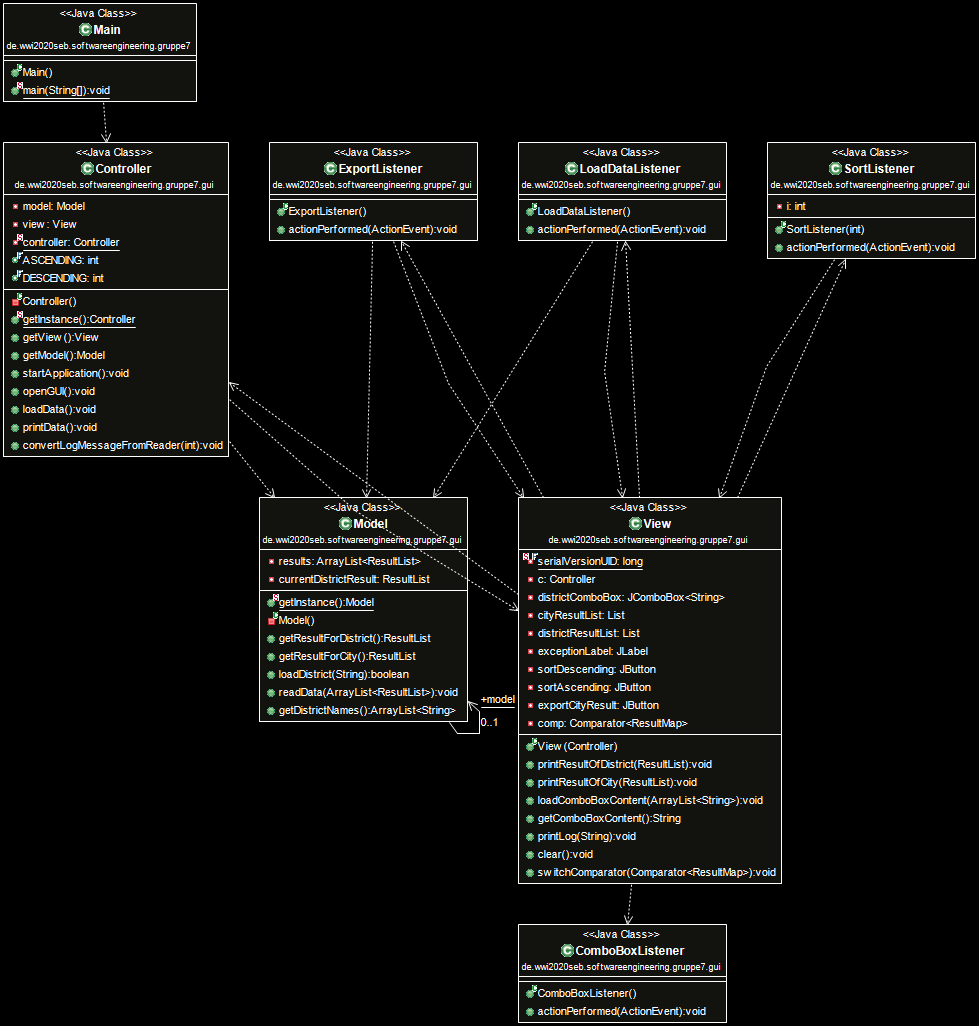 <<Java Class>>
Main
de.wwi2020seb.softwareengineering.gruppe7
Main()
main(String[]):void
<<Java Class>>
Controller
de.wwi2020seb.softwareengineering.gruppe7.gui
model: Model
view: View
controller: Controller
ASCENDING: int
DESCENDING: int
Controller()
getInstance():Controller
getView():View
getModel():Model
startApplication():void
openGUI():void
loadData():void
printData():void
convertLogMessageFromReader(int):void
<<Java Class>>
ExportListener
de.wwi2020seb.softwareengineering.gruppe7.gui
ExportListener()
actionPerformed(ActionEvent):void
<<Java Class>>
LoadDataListener
de.wwi2020seb.softwareengineering.gruppe7.gui
LoadDataListener()
actionPerformed(ActionEvent):void
<<Java Class>>
SortListener
de.wwi2020seb.softwareengineering.gruppe7.gui
i: int
SortListener(int)
actionPerformed(ActionEvent):void
<<Java Class>>
Model
de.wwi2020seb.softwareengineering.gruppe7.gui
results: ArrayList<ResultList>
currentDistrictResult: ResultList
getInstance():Model
Model()
getResultForDistrict():ResultList
getResultForCity():ResultList
loadDistrict(String):boolean
readData(ArrayList<ResultList>):void
getDistrictNames():ArrayList<String>
+model
0..1
<<Java Class>>
View
de.wwi2020seb.softwareengineering.gruppe7.gui
serialVersionUID: long
c: Controller
districtComboBox: JComboBox<String>
cityResultList: List
districtResultList: List
exceptionLabel: JLabel
sortDescending: JButton
sortAscending: JButton
exportCityResult: JButton
comp: Comparator<ResultMap>
View(Controller)
printResultOfDistrict(ResultList):void
printResultOfCity(ResultList):void
loadComboBoxContent(ArrayList<String>):void
getComboBoxContent():String
printLog(String):void
clear():void
switchComparator(Comparator<ResultMap>):void
<<Java Class>>
ComboBoxListener
de.wwi2020seb.softwareengineering.gruppe7.gui
ComboBoxListener()
actionPerformed(ActionEvent):void